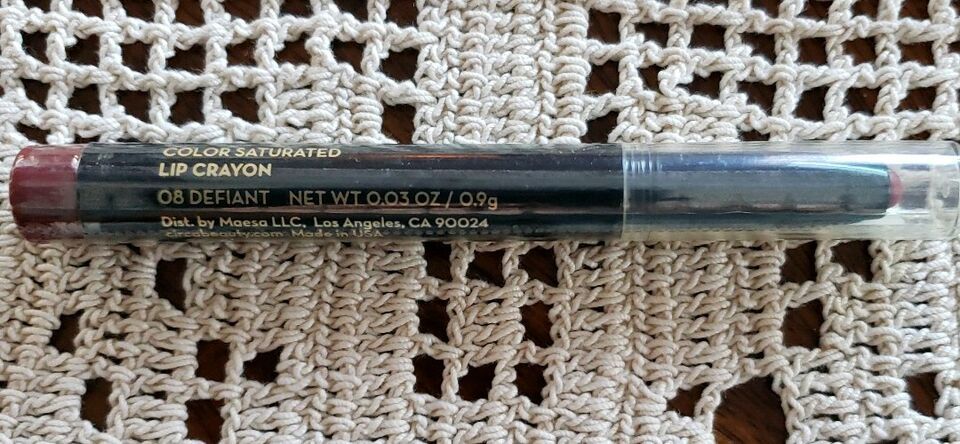 COLOR SATURATED
LIP CRAYON
08 DEFIANT NET WT 0.03 OZ / 0.9g
Dist. by Maesa LLC, Los Angeles, CA 90024
circabeauty.com Made in USA